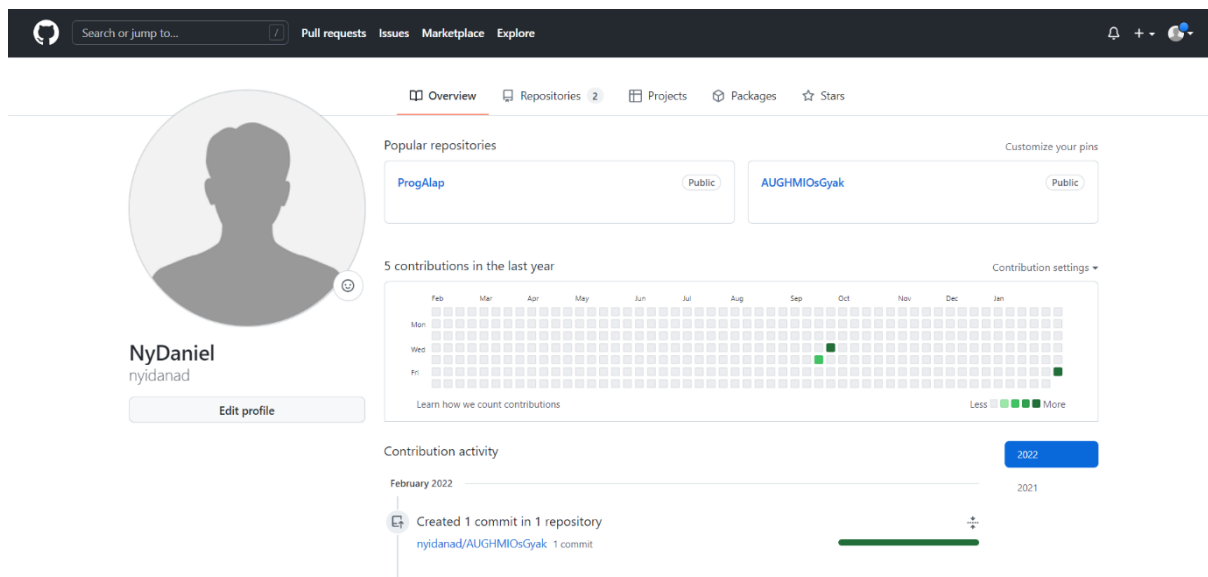 Search or jump to... / Pull requests Issues Marketplace Explore
Overview Repositories 2 Projects Packages Stars
Popular repositories Customize your pins
ProgAlap Public AUGHMIOsGyak Public
5 contributions in the last year Contribution settings
Feb Mar Apr May Jun Jul Aug Sep Oct Nov Dec Jan
Mon
Wed
Fri
Learn how we count contributions Less More
NyDaniel
nyidanad
Edit profile
Contribution activity 2022
February 2022 2021
Created 1 commit in 1 repository
nyidanad/AUGHMIOsGyak 1 commit